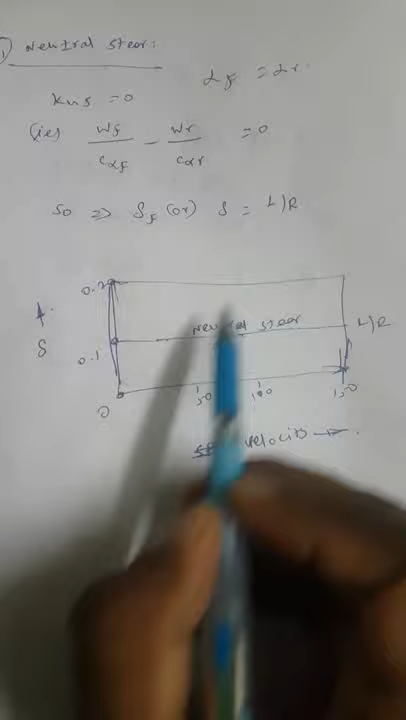 1) Neutral steer:
αf = αr.
Kus = 0
(ie) Wf/Cαf - Wr/Cαr = 0
so ⇒ δf (or) δ = L/R
0.2
Neutral steer
L/R
δ
0.1
0
50
100
150
velocity →.